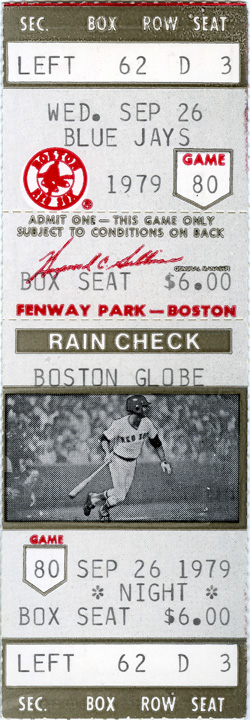 SEC. BOX ROW SEAT
LEFT 62 D 3
WED. SEP 26
BLUE JAYS
BOSTON
RED SOX
1979
GAME
80
ADMIT ONE — THIS GAME ONLY
SUBJECT TO CONDITIONS ON BACK
GENERAL MANAGER
BOX SEAT $6.00
FENWAY PARK — BOSTON
RAIN CHECK
BOSTON GLOBE
RED SOX
GAME
80 SEP 26 1979
* NIGHT *
BOX SEAT $6.00
LEFT 62 D 3
SEC. BOX ROW SEAT